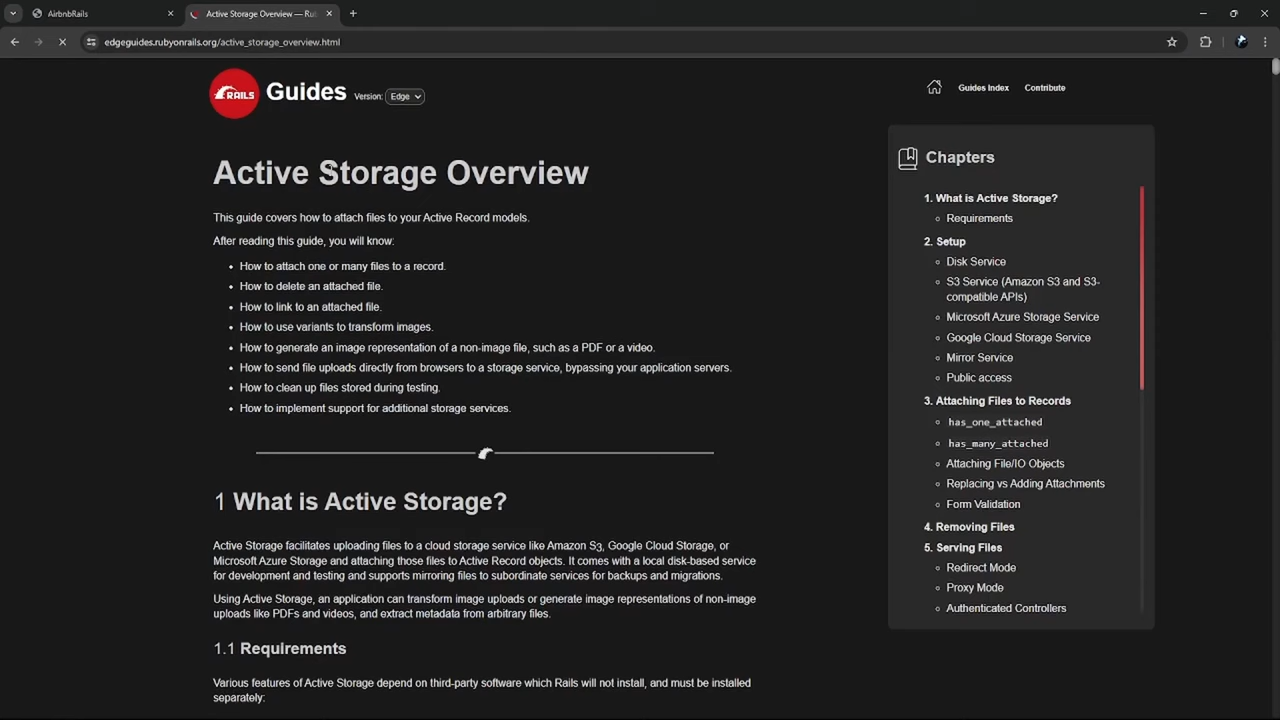 AirbnbRails
Active Storage Overview — Rub
edgeguides.rubyonrails.org/active_storage_overview.html
RAILS
Guides
Version:
Edge
Guides Index
Contribute
Active Storage Overview
This guide covers how to attach files to your Active Record models.
After reading this guide, you will know:
How to attach one or many files to a record.
How to delete an attached file.
How to link to an attached file.
How to use variants to transform images.
How to generate an image representation of a non-image file, such as a PDF or a video.
How to send file uploads directly from browsers to a storage service, bypassing your application servers.
How to clean up files stored during testing.
How to implement support for additional storage services.
1 What is Active Storage?
Active Storage facilitates uploading files to a cloud storage service like Amazon S3, Google Cloud Storage, or
Microsoft Azure Storage and attaching those files to Active Record objects. It comes with a local disk-based service
for development and testing and supports mirroring files to subordinate services for backups and migrations.
Using Active Storage, an application can transform image uploads or generate image representations of non-image
uploads like PDFs and videos, and extract metadata from arbitrary files.
1.1 Requirements
Various features of Active Storage depend on third-party software which Rails will not install, and must be installed
separately:
Chapters
1. What is Active Storage?
Requirements
2. Setup
Disk Service
S3 Service (Amazon S3 and S3-
compatible APIs)
Microsoft Azure Storage Service
Google Cloud Storage Service
Mirror Service
Public access
3. Attaching Files to Records
has_one_attached
has_many_attached
Attaching File/IO Objects
Replacing vs Adding Attachments
Form Validation
4. Removing Files
5. Serving Files
Redirect Mode
Proxy Mode
Authenticated Controllers